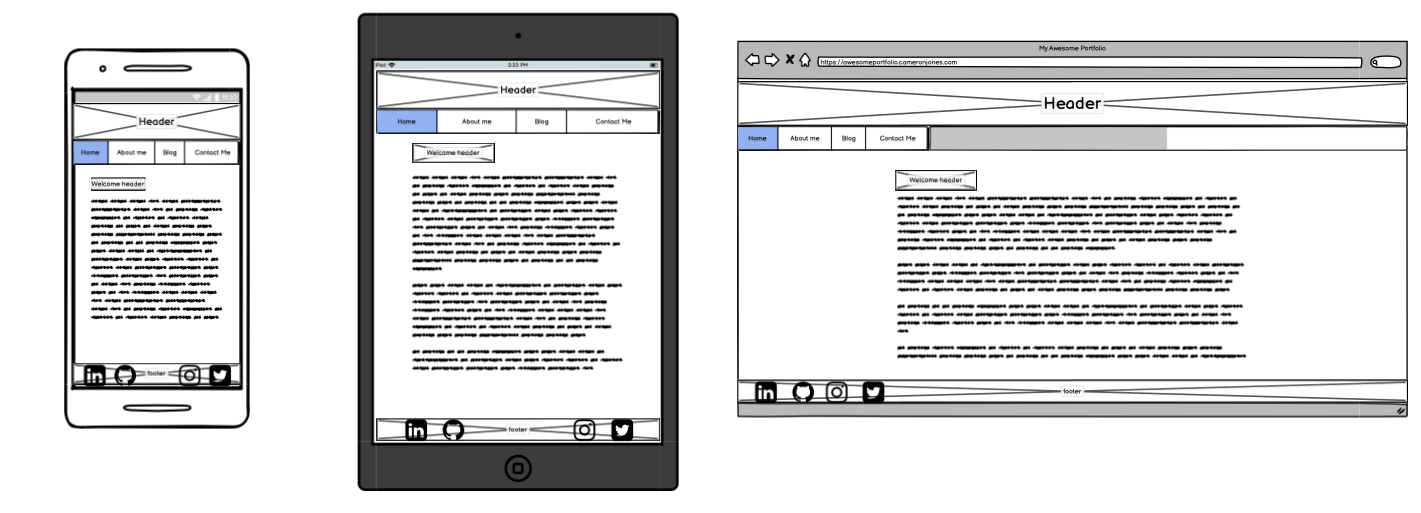 15:53
Header
Home About me Blog Contact Me
Welcome header
footer
iPad 3:33 PM
Header
Home About me Blog Contact Me
Welcome header
footer
My Awesome Portfolio
https://awesomeportfolio.cameronjones.com
Header
Home About me Blog Contact Me
Welcome header
footer